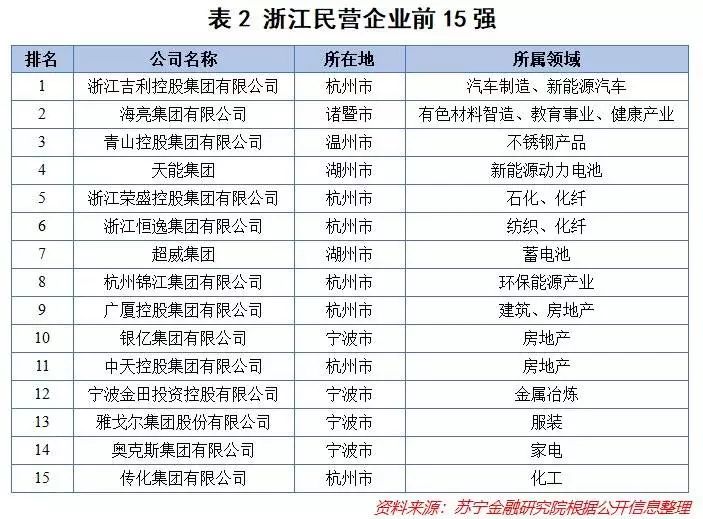 表 2 浙江民营企业前 15 强
排名 公司名称 所在地 所属领域
1 浙江吉利控股集团有限公司 杭州市 汽车制造、新能源汽车
2 海亮集团有限公司 诸暨市 有色材料智造、教育事业、健康产业
3 青山控股集团有限公司 温州市 不锈钢产品
4 天能集团 湖州市 新能源动力电池
5 浙江荣盛控股集团有限公司 杭州市 石化、化纤
6 浙江恒逸集团有限公司 杭州市 纺织、化纤
7 超威集团 湖州市 蓄电池
8 杭州锦江集团有限公司 杭州市 环保能源产业
9 广厦控股集团有限公司 杭州市 建筑、房地产
10 银亿集团有限公司 宁波市 房地产
11 中天控股集团有限公司 杭州市 房地产
12 宁波金田投资控股有限公司 宁波市 金属冶炼
13 雅戈尔集团股份有限公司 宁波市 服装
14 奥克斯集团有限公司 宁波市 家电
15 传化集团有限公司 杭州市 化工
资料来源：苏宁金融研究院根据公开信息整理